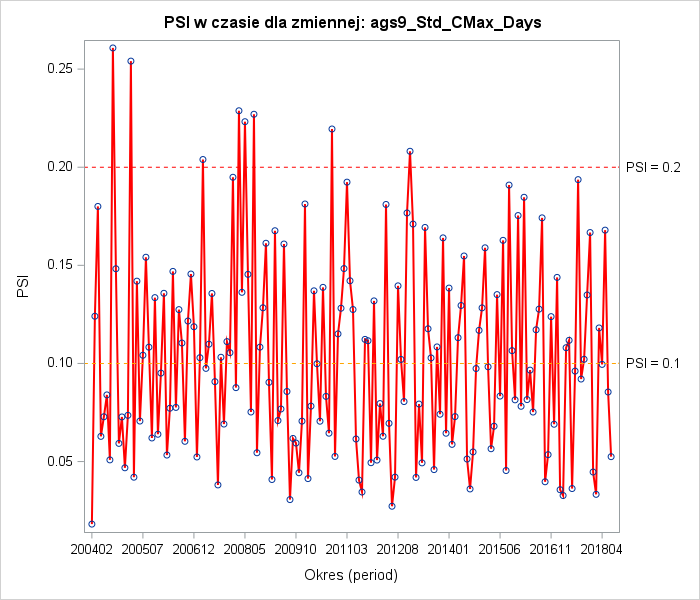 PSI w czasie dla zmiennej: ags9_Std_CMax_Days
0.25
0.20
PSI = 0.2
0.15
PSI
0.10
PSI = 0.1
0.05
200402 200507 200612 200805 200910 201103 201208 201401 201506 201611 201804
Okres (period)